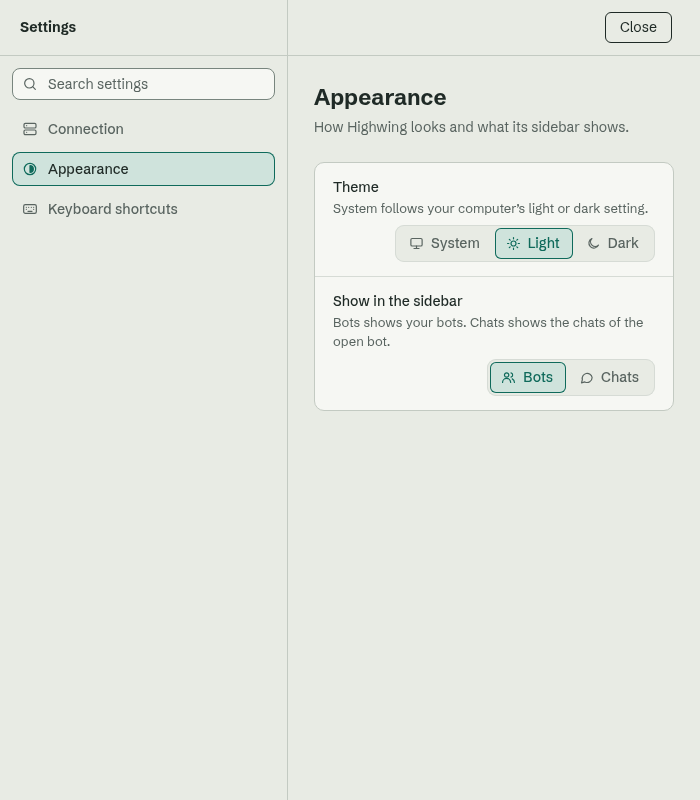 Settings
Close
Search settings
Connection
Appearance
Keyboard shortcuts
Appearance
How Highwing looks and what its sidebar shows.
Theme
System follows your computer's light or dark setting.
System
Light
Dark
Show in the sidebar
Bots shows your bots. Chats shows the chats of the
open bot.
Bots
Chats